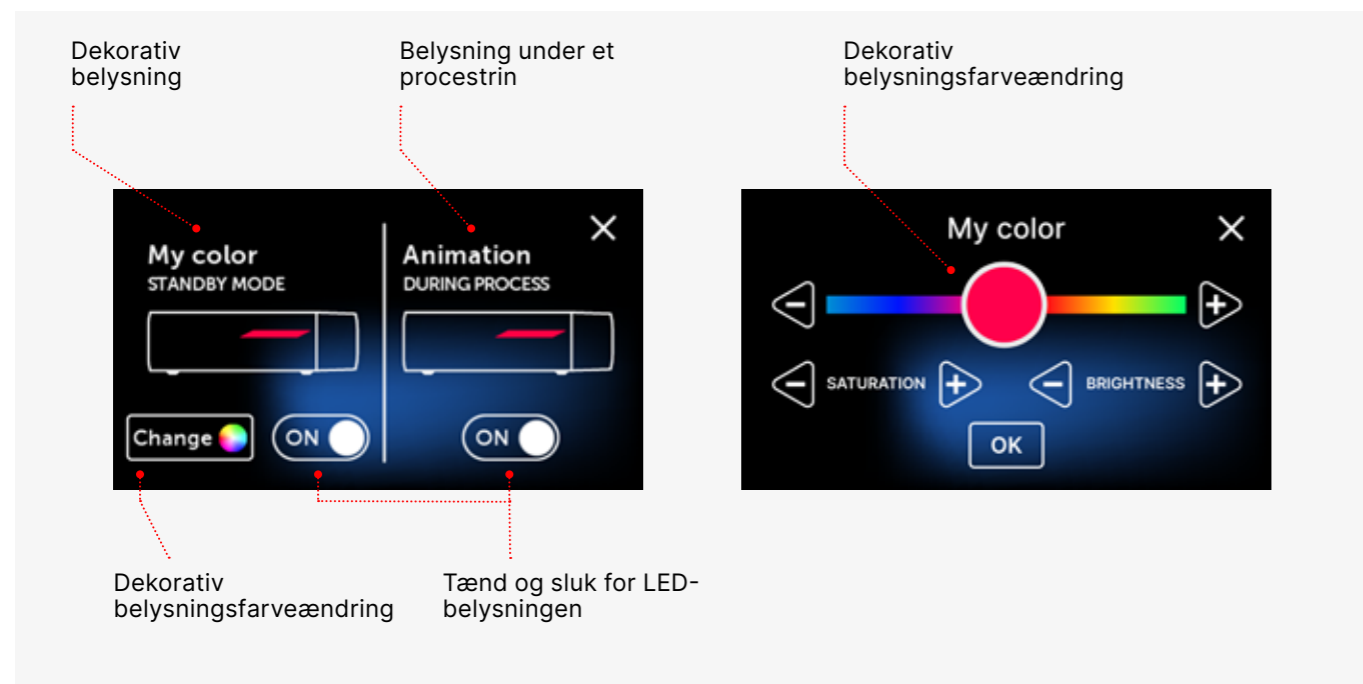 Dekorativ
belysning
Belysning under et
procestrin
Dekorativ
belysningsfarveændring
My color
STANDBY MODE
Animation
DURING PROCESS
Change
ON
ON
My color
SATURATION
BRIGHTNESS
OK
Dekorativ
belysningsfarveændring
Tænd og sluk for LED-
belysningen